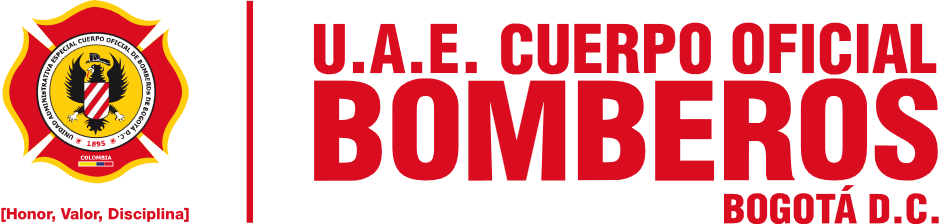 UNIDAD ADMINISTRATIVA ESPECIAL CUERPO OFICIAL DE BOMBEROS DE BOGOTÁ D.C.
1895
COLOMBIA
[Honor, Valor, Disciplina]
U.A.E. CUERPO OFICIAL
BOMBEROS
BOGOTÁ D.C.